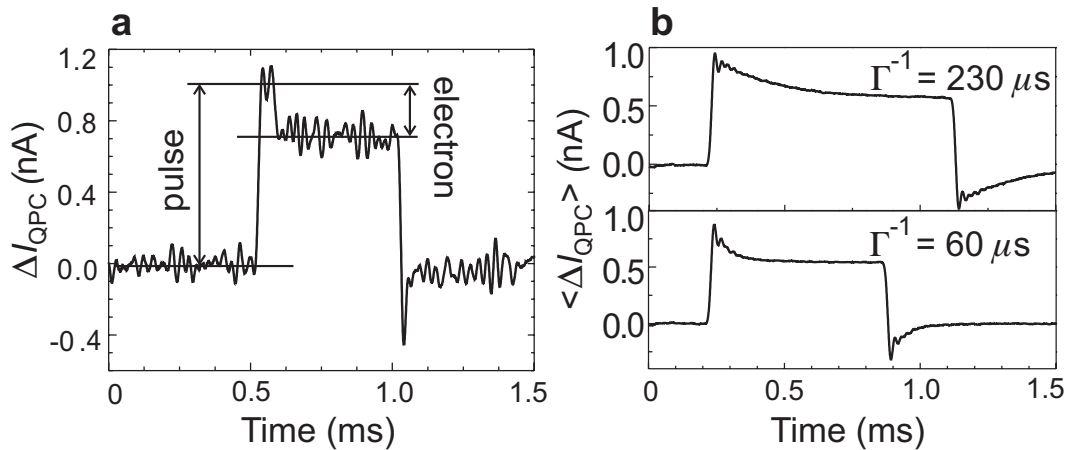 a
ΔI_QPC (nA)
1.2
1.0
0.8
0.4
0.0
-0.4
pulse
electron
0
0.5
1.0
1.5
Time (ms)
b
<ΔI_QPC> (nA)
1.0
0.5
0.0
Γ⁻¹ = 230 μs
1.0
0.5
0.0
Γ⁻¹ = 60 μs
0
0.5
1.0
1.5
Time (ms)